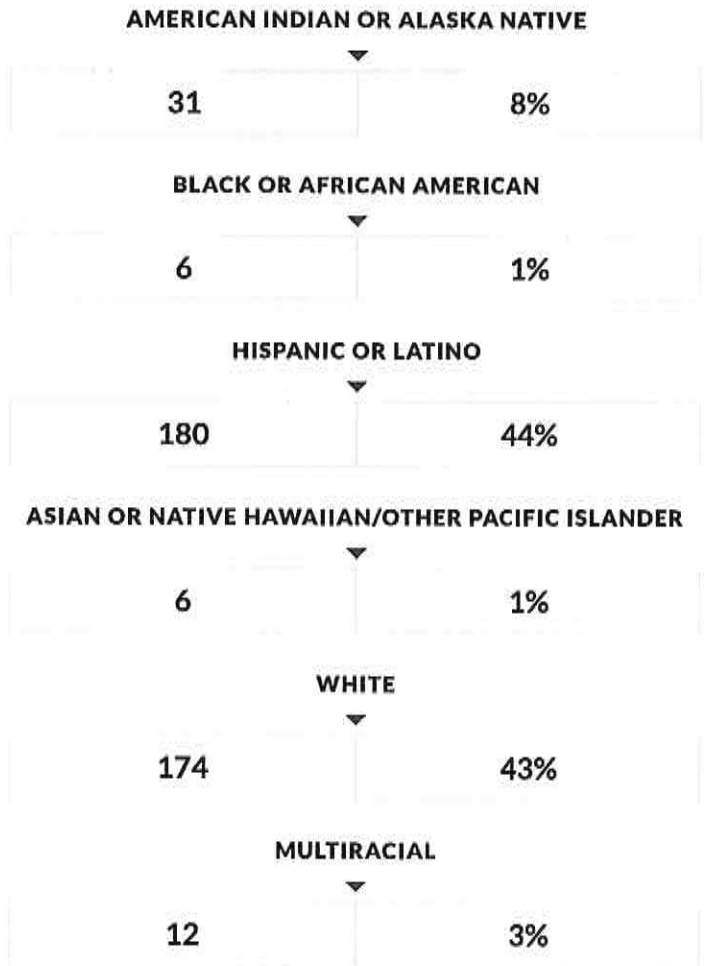 AMERICAN INDIAN OR ALASKA NATIVE
31 8%
BLACK OR AFRICAN AMERICAN
6 1%
HISPANIC OR LATINO
180 44%
ASIAN OR NATIVE HAWAIIAN/OTHER PACIFIC ISLANDER
6 1%
WHITE
174 43%
MULTIRACIAL
12 3%